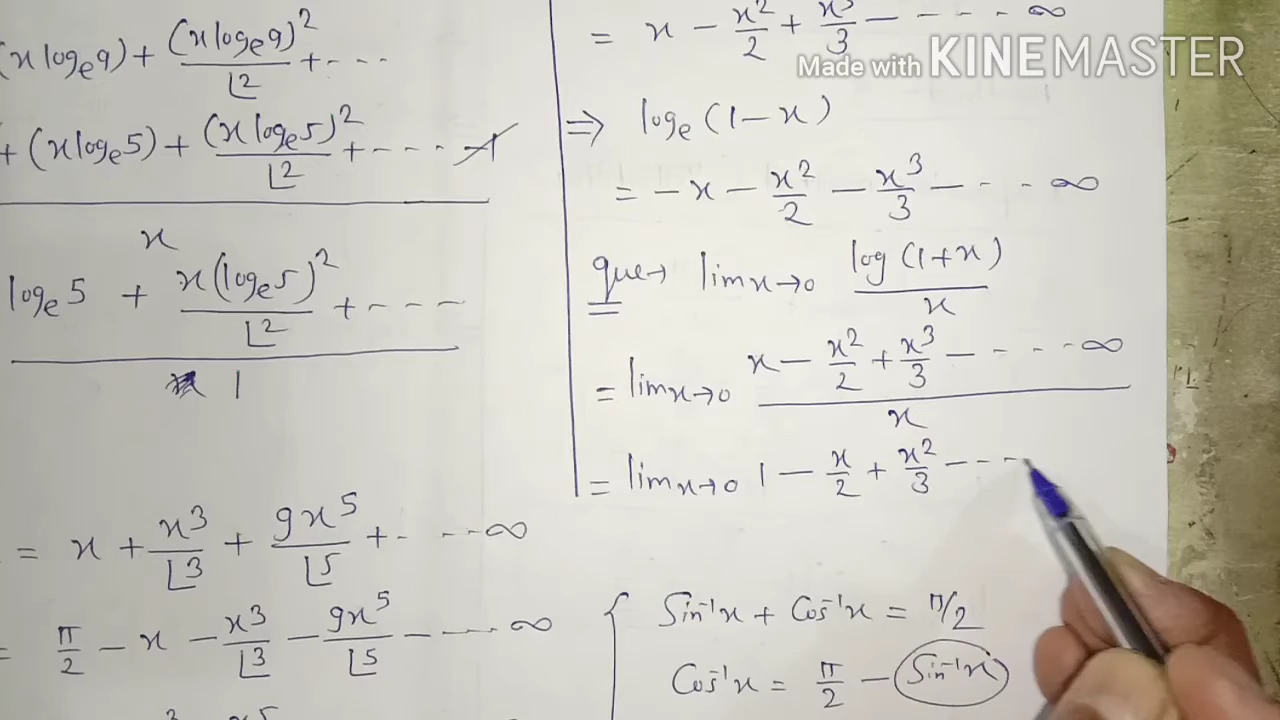 (x logₑ9) + (x logₑ9)²/⌊2 + - - -
+ (x logₑ5) + (x logₑ5)²/⌊2 + - - - - 1
x
logₑ5 + x(logₑ5)²/⌊2 + - - - -
1
= x + x³/⌊3 + 9x⁵/⌊5 + - - - ∞
= π/2 - x - x³/⌊3 - 9x⁵/⌊5 - - - - ∞
= x - x²/2 + x³/3 - - - - - ∞
Made with KINEMASTER
⇒ logₑ(1-x)
= -x - x²/2 - x³/3 - - - - ∞
que→ lim x→0 log(1+x)/x
= lim x→0 (x - x²/2 + x³/3 - - - - - ∞)/x
= lim x→0 1 - x/2 + x²/3 - - - -
Sin⁻¹x + Cos⁻¹x = π/2
Cos⁻¹x = π/2 - Sin⁻¹x